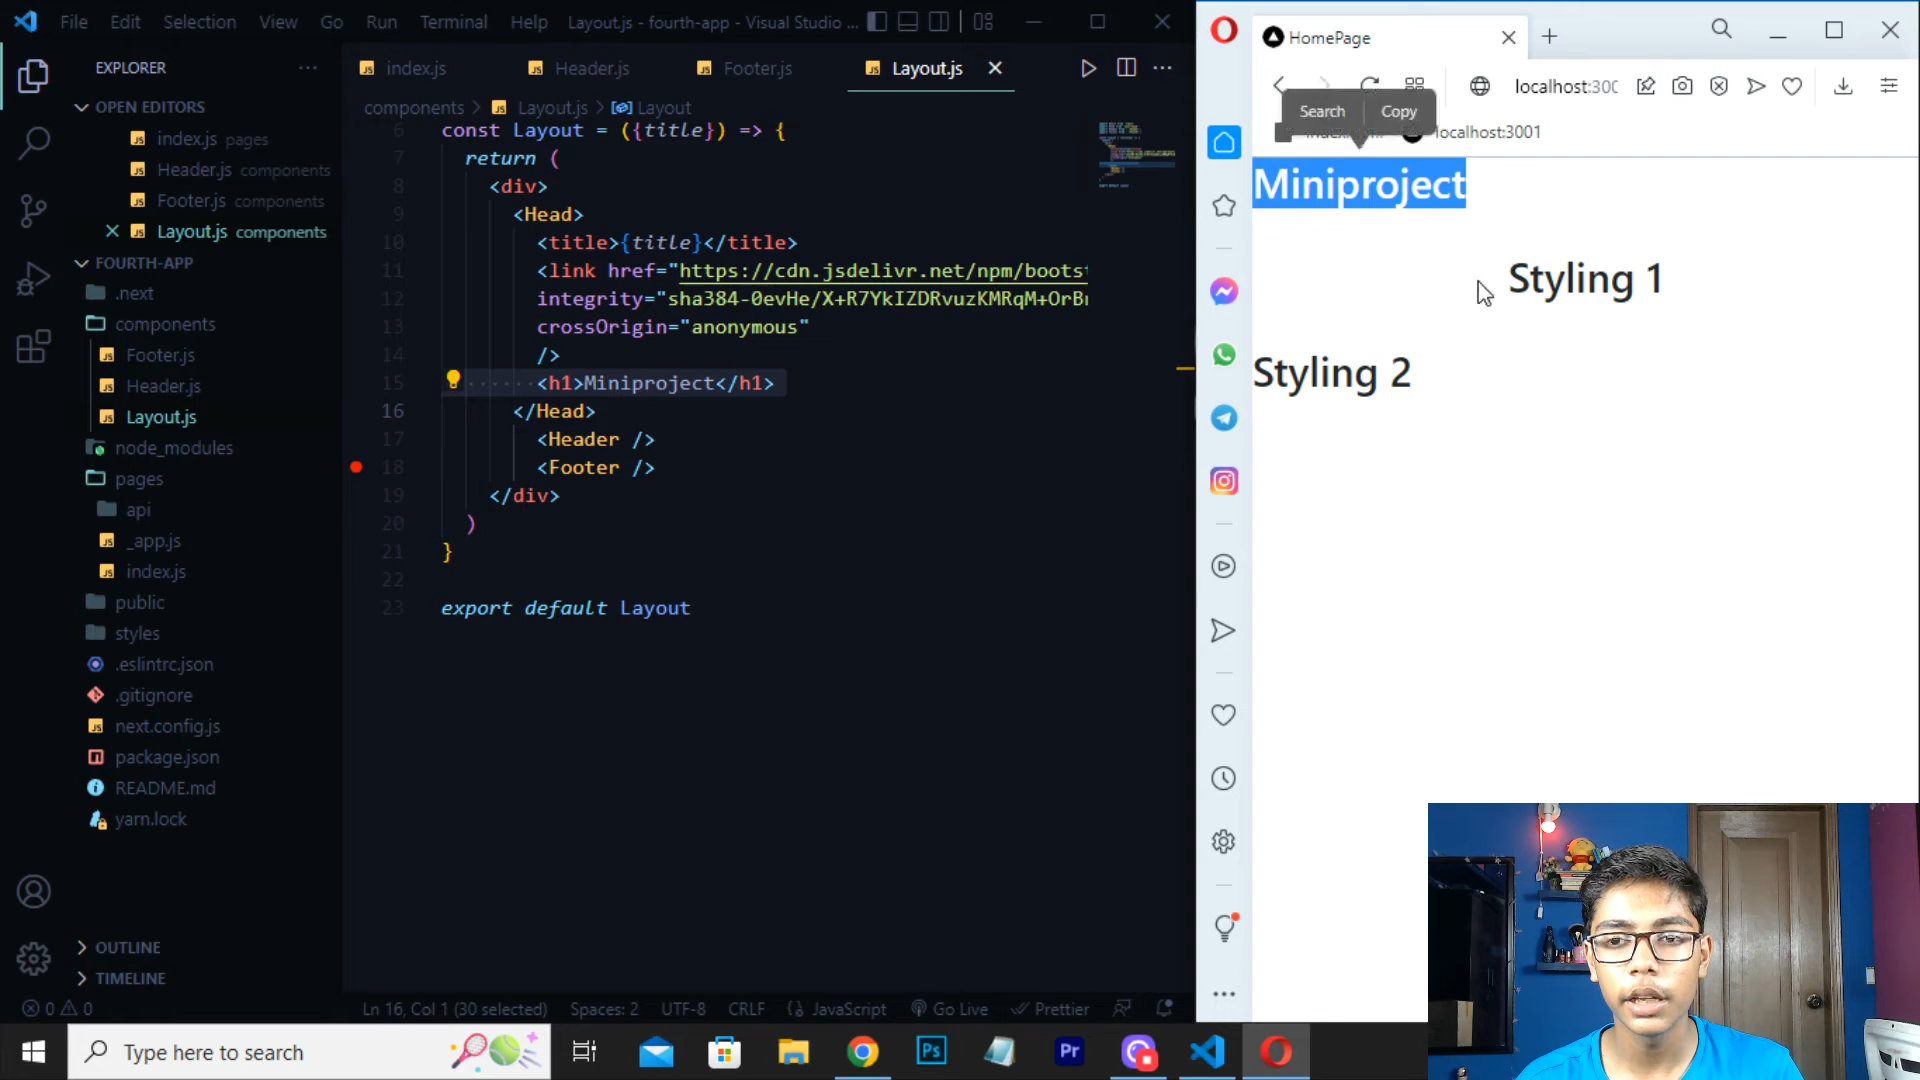 File Edit Selection View Go Run Terminal Help Layout.js - fourth-app - Visual Studio ...
EXPLORER
OPEN EDITORS
index.js pages
Header.js components
Footer.js components
Layout.js components
FOURTH-APP
.next
components
Footer.js
Header.js
Layout.js
node_modules
pages
api
_app.js
index.js
public
styles
.eslintrc.json
.gitignore
next.config.js
package.json
README.md
yarn.lock
OUTLINE
TIMELINE
index.js Header.js Footer.js Layout.js
components > Layout.js > Layout
6 const Layout = ({title}) => {
7 return (
8 <div>
9 <Head>
10 <title>{title}</title>
11 <link href="https://cdn.jsdelivr.net/npm/boots
12 integrity="sha384-0evHe/X+R7YkIZDRvuzKMRqM+OrB
13 crossOrigin="anonymous"
14 />
15 <h1>Miniproject</h1>
16 </Head>
17 <Header />
18 <Footer />
19 </div>
20 )
21 }
22
23 export default Layout
0 0 Ln 16, Col 1 (30 selected) Spaces: 2 UTF-8 CRLF {} JavaScript Go Live Prettier
HomePage
localhost:300
Search Copy
localhost:3001
Miniproject
Styling 1
Styling 2
Type here to search
Ps
Pr